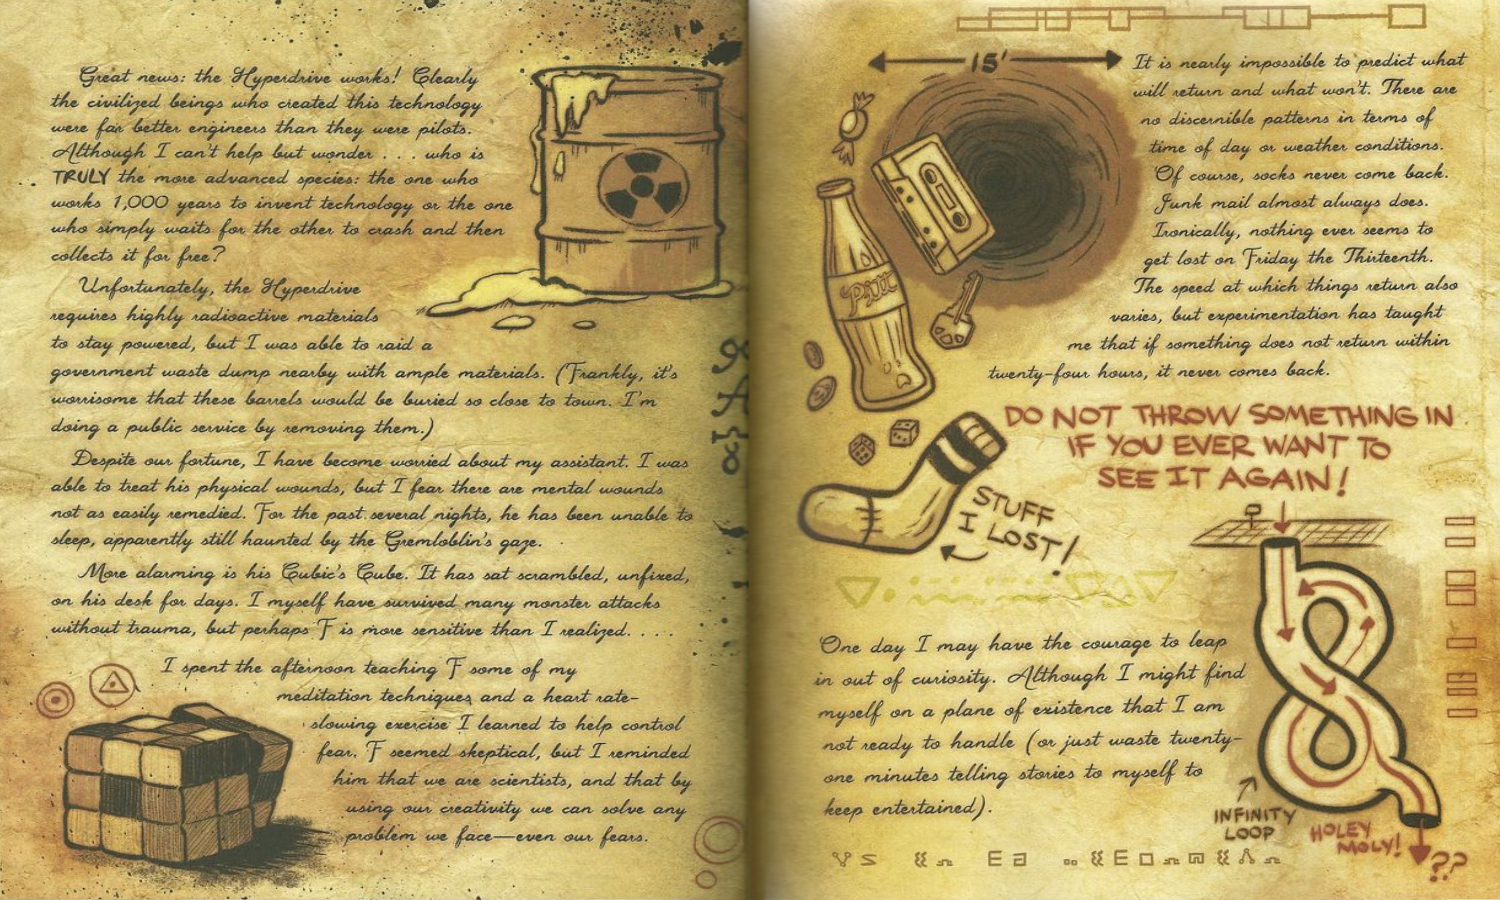 Great news: the Hyperdrive works! Clearly
the civilized beings who created this technology
were far better engineers than they were pilots.
Although I can't help but wonder . . . who is
TRULY the more advanced species: the one who
works 1,000 years to invent technology or the one
who simply waits for the other to crash and then
collects it for free?
Unfortunately, the Hyperdrive
requires highly radioactive materials
to stay powered, but I was able to raid a
government waste dump nearby with ample materials. (Frankly, it's
worrisome that these barrels would be buried so close to town. I'm
doing a public service by removing them.)
Despite our fortune, I have become worried about my assistant. I was
able to treat his physical wounds, but I fear there are mental wounds
not as easily remedied. For the past several nights, he has been unable to
sleep, apparently still haunted by the Gremloblin's gaze.
More alarming is his Cubic's Cube. It has sat scrambled, unfixed,
on his desk for days. I myself have survived many monster attacks
without trauma, but perhaps F is more sensitive than I realized. . . .
I spent the afternoon teaching F some of my
meditation techniques and a heart rate-
slowing exercise I learned to help control
fear. F seemed skeptical, but I reminded
him that we are scientists, and that by
using our creativity we can solve any
problem we face—even our fears.
15'
It is nearly impossible to predict what
will return and what won't. There are
no discernible patterns in terms of
time of day or weather conditions.
Of course, socks never come back.
Junk mail almost always does.
Ironically, nothing ever seems to
get lost on Friday the Thirteenth.
The speed at which things return also
varies, but experimentation has taught
me that if something does not return within
twenty-four hours, it never comes back.
Pitt
DO NOT THROW SOMETHING IN
IF YOU EVER WANT TO
SEE IT AGAIN!
STUFF
I LOST!
One day I may have the courage to leap
in out of curiosity. Although I might find
myself on a plane of existence that I am
not ready to handle (or just waste twenty-
one minutes telling stories to myself to
keep entertained).
INFINITY
LOOP
HOLEY
MOLY!
??